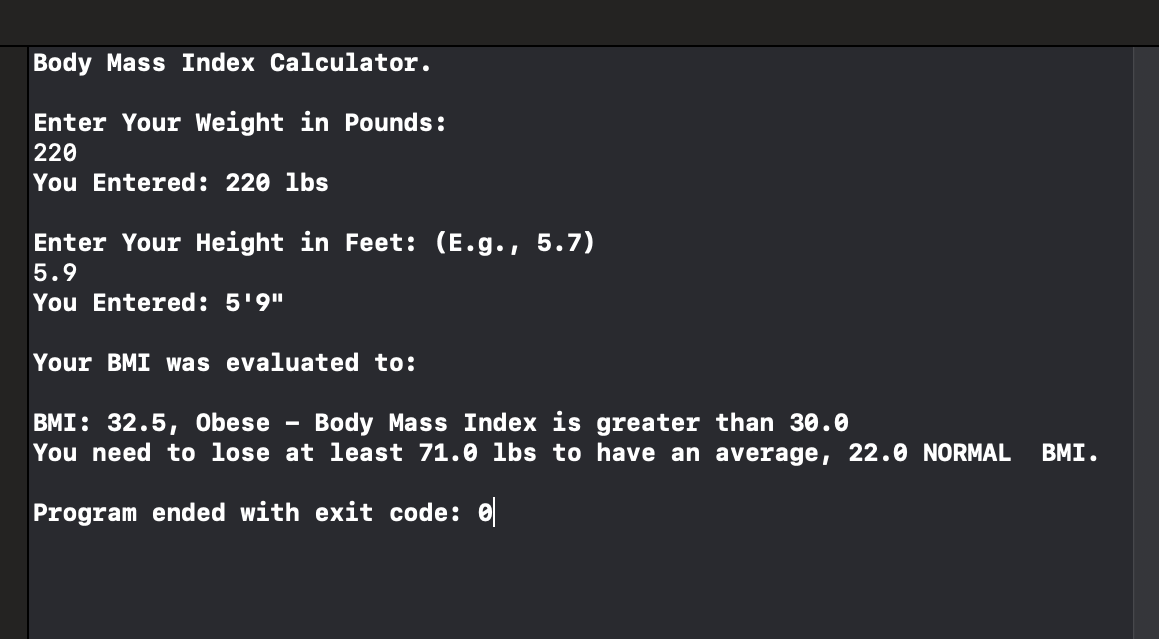 Body Mass Index Calculator.
Enter Your Weight in Pounds:
220
You Entered: 220 lbs
Enter Your Height in Feet: (E.g., 5.7)
5.9
You Entered: 5'9"
Your BMI was evaluated to:
BMI: 32.5, Obese – Body Mass Index is greater than 30.0
You need to lose at least 71.0 lbs to have an average, 22.0 NORMAL  BMI.
Program ended with exit code: 0